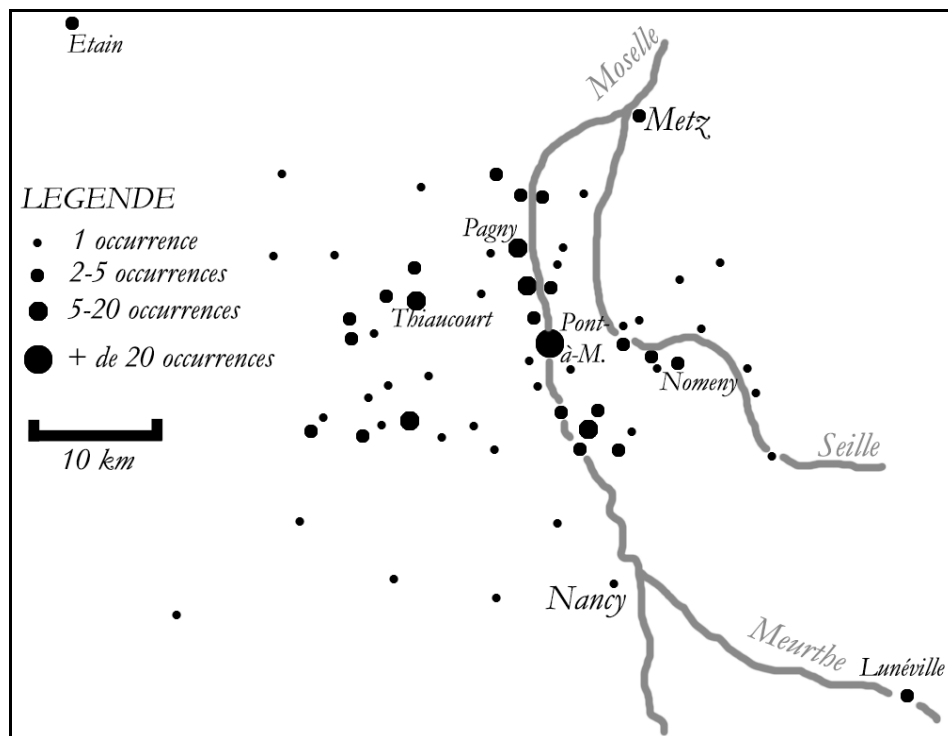 Etain
Moselle
Metz
LEGENDE
1 occurrence
2-5 occurrences
5-20 occurrences
+ de 20 occurrences
10 km
Pagny
Thiaucourt
Pont-
à-M.
Nomeny
Seille
Nancy
Meurthe
Lunéville